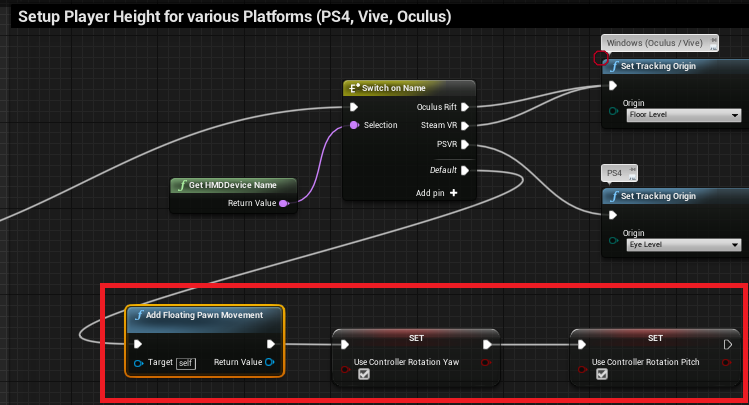 Setup Player Height for various Platforms (PS4, Vive, Oculus)
Windows (Oculus / Vive)
Set Tracking Origin
Origin
Floor Level
Switch on Name
Oculus Rift
Selection
Steam VR
PSVR
Default
Add pin
Get HMDDevice Name
Return Value
PS4
Set Tracking Origin
Origin
Eye Level
Add Floating Pawn Movement
Target self
Return Value
SET
Use Controller Rotation Yaw
SET
Use Controller Rotation Pitch